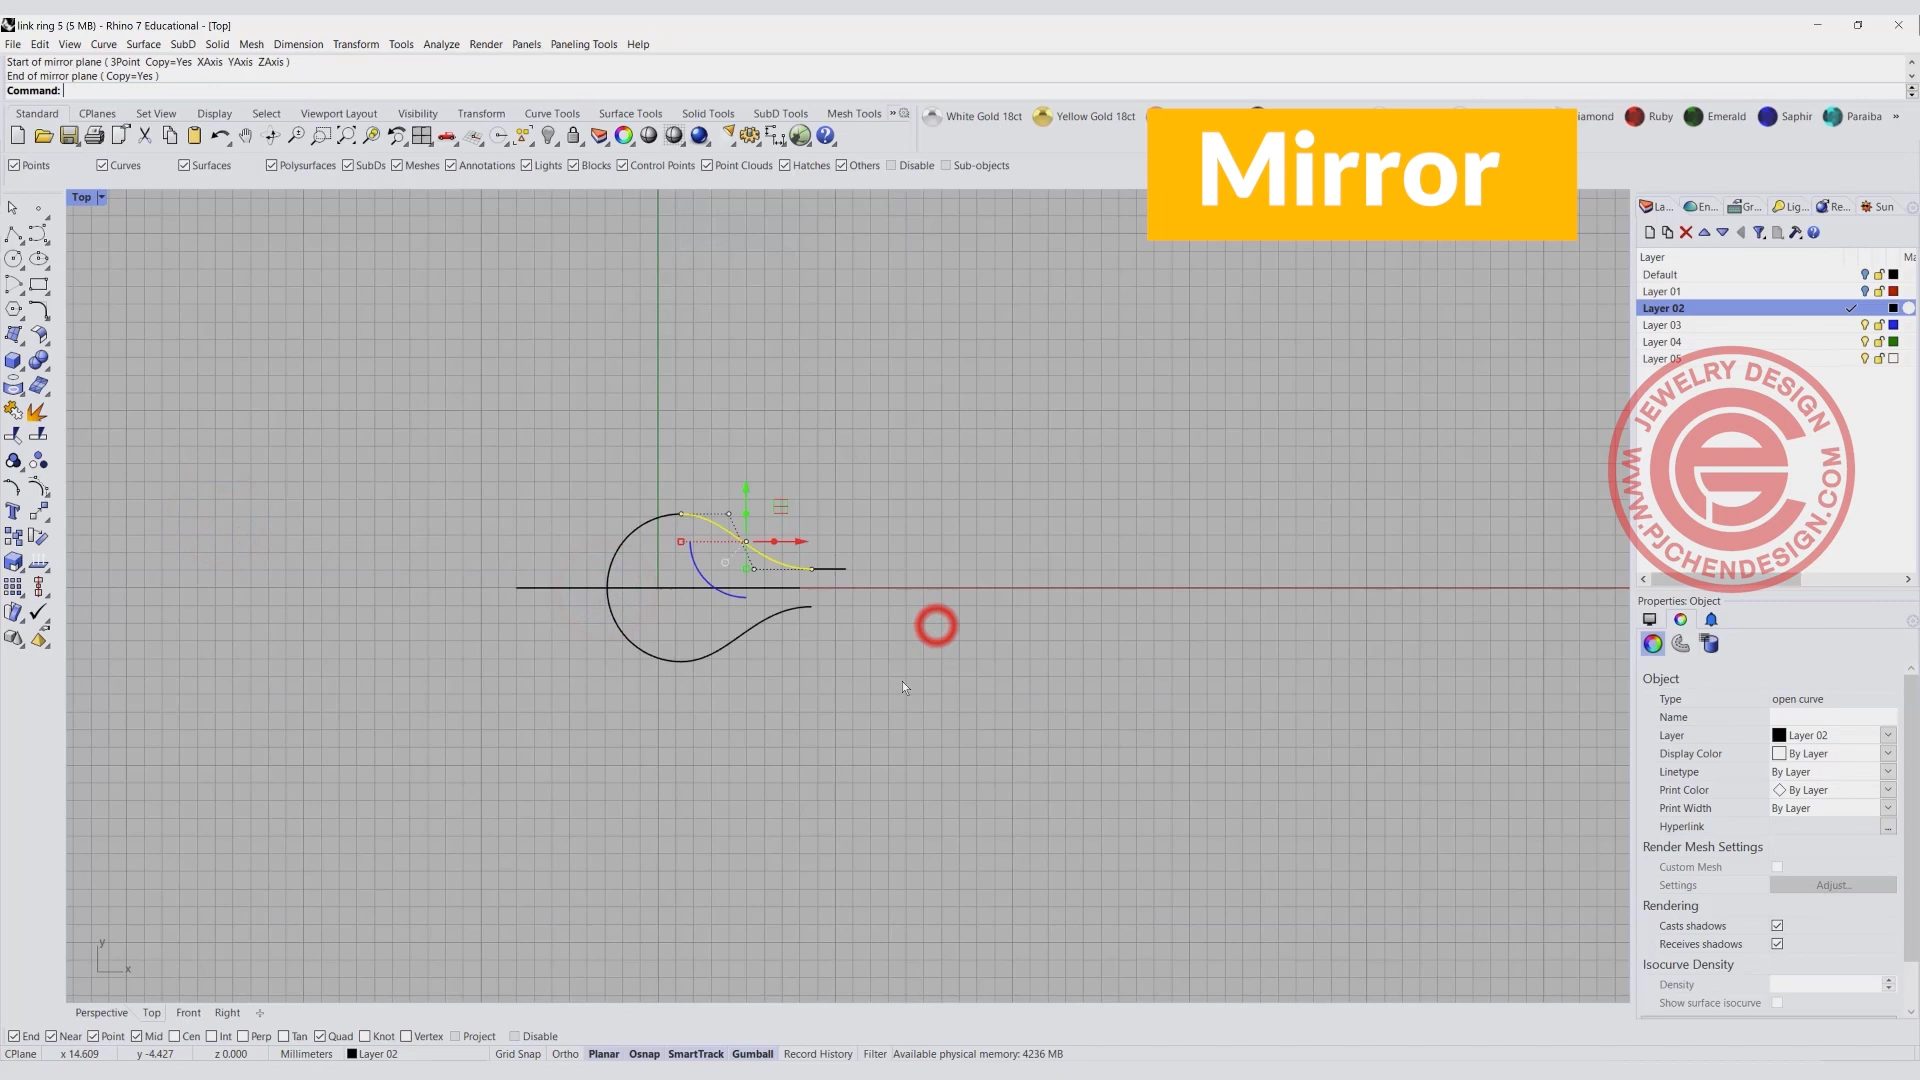 link ring 5 (5 MB) - Rhino 7 Educational - [Top]
File Edit View Curve Surface SubD Solid Mesh Dimension Transform Tools Analyze Render Panels Paneling Tools Help
Start of mirror plane ( 3Point Copy=Yes XAxis YAxis ZAxis )
End of mirror plane ( Copy=Yes )
Command:
Standard CPlanes Set View Display Select Viewport Layout Visibility Transform Curve Tools Surface Tools Solid Tools SubD Tools Mesh Tools »
White Gold 18ct Yellow Gold 18ct Ruby Emerald Saphir Paraiba »
Mirror
Points Curves Surfaces Polysurfaces SubDs Meshes Annotations Lights Blocks Control Points Point Clouds Hatches Others Disable Sub-objects
Top
La... En... Gr... Lig... Re... Sun
Layer
Default
Layer 01
Layer 02
Layer 03
Layer 04
Layer 05
JEWELRY DESIGN
WWW.PJCHENDESIGN.COM
Properties: Object
Object
Type open curve
Name
Layer Layer 02
Display Color By Layer
Linetype By Layer
Print Color By Layer
Print Width By Layer
Hyperlink ...
Render Mesh Settings
Custom Mesh
Settings Adjust...
Rendering
Casts shadows
Receives shadows
Isocurve Density
Density
Show surface isocurve
y
x
Perspective Top Front Right
End Near Point Mid Cen Int Perp Tan Quad Knot Vertex Project Disable
CPlane x 14.609 y -4.427 z 0.000 Millimeters Layer 02 Grid Snap Ortho Planar Osnap SmartTrack Gumball Record History Filter Available physical memory: 4236 MB